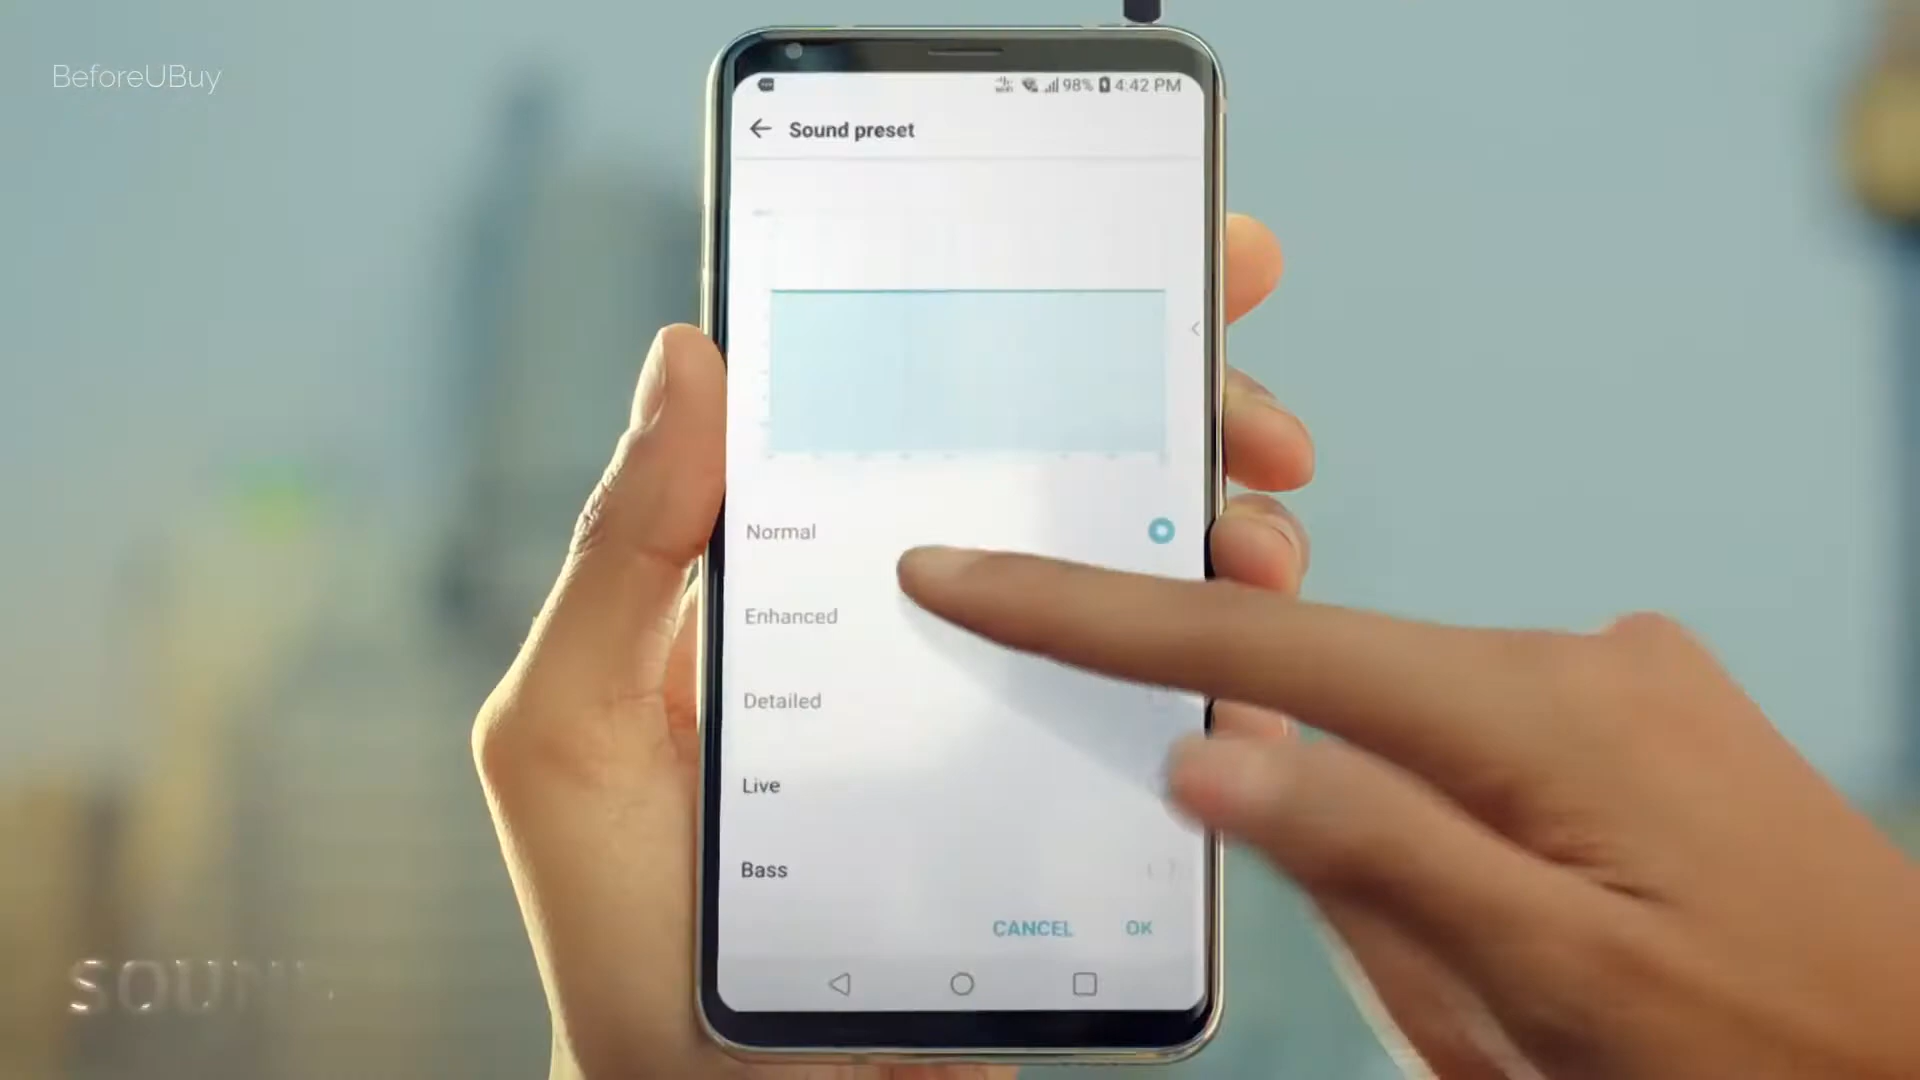 BeforeUBuy
98% 4:42 PM
Sound preset
Normal
Enhanced
Detailed
Live
Bass
CANCEL OK